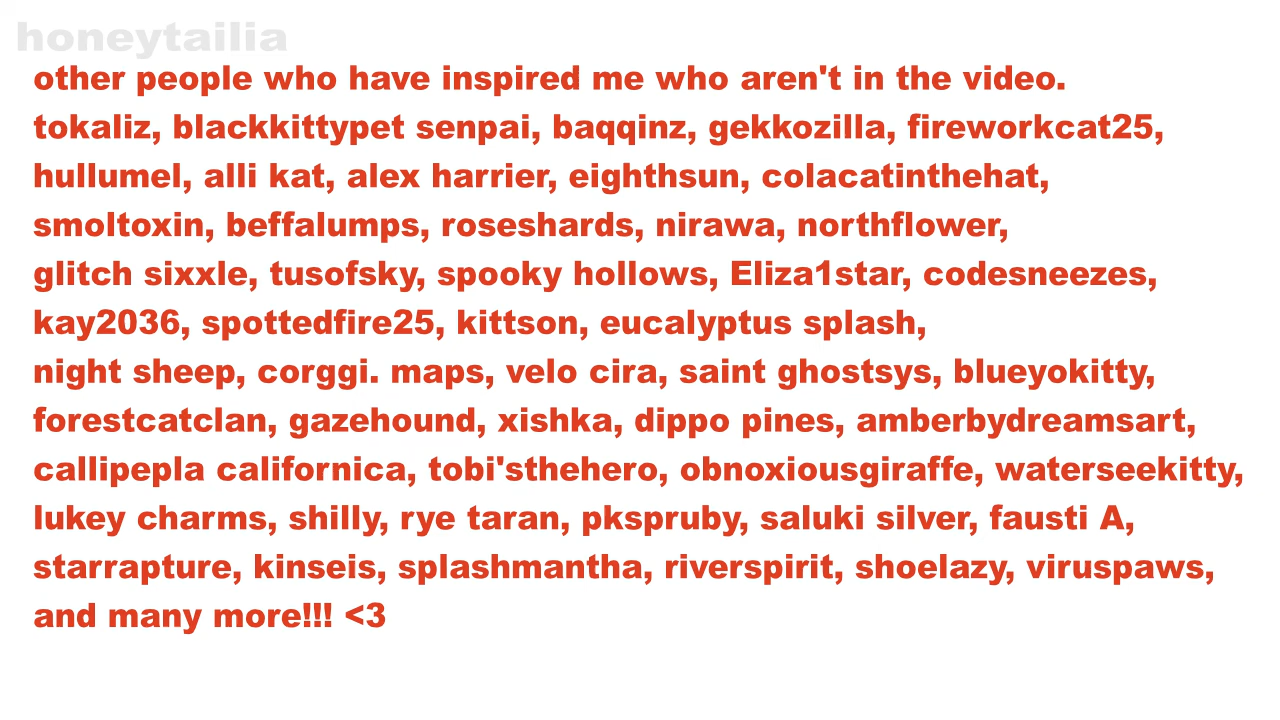 honeytailia
other people who have inspired me who aren't in the video.
tokaliz, blackkittypet senpai, baqqinz, gekkozilla, fireworkcat25,
hullumel, alli kat, alex harrier, eighthsun, colacatinthehat,
smoltoxin, beffalumps, roseshards, nirawa, northflower,
glitch sixxle, tusofsky, spooky hollows, Eliza1star, codesneezes,
kay2036, spottedfire25, kittson, eucalyptus splash,
night sheep, corggi. maps, velo cira, saint ghostsys, blueyokitty,
forestcatclan, gazehound, xishka, dippo pines, amberbydreamsart,
callipepla californica, tobi'sthehero, obnoxiousgiraffe, waterseekitty,
lukey charms, shilly, rye taran, pkspruby, saluki silver, fausti A,
starrapture, kinseis, splashmantha, riverspirit, shoelazy, viruspaws,
and many more!!! <3